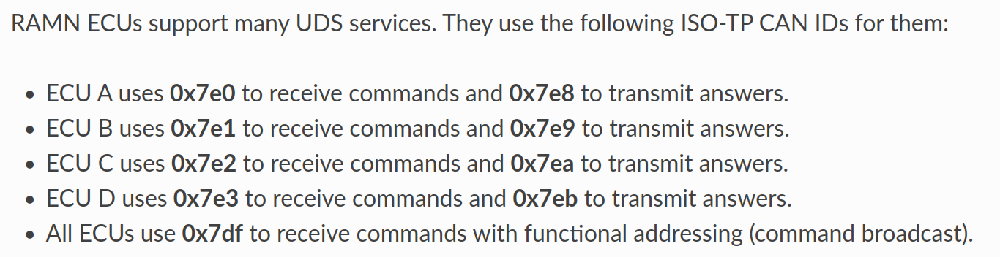 RAMN ECUs support many UDS services. They use the following ISO-TP CAN IDs for them:
• ECU A uses 0x7e0 to receive commands and 0x7e8 to transmit answers.
• ECU B uses 0x7e1 to receive commands and 0x7e9 to transmit answers.
• ECU C uses 0x7e2 to receive commands and 0x7ea to transmit answers.
• ECU D uses 0x7e3 to receive commands and 0x7eb to transmit answers.
• All ECUs use 0x7df to receive commands with functional addressing (command broadcast).